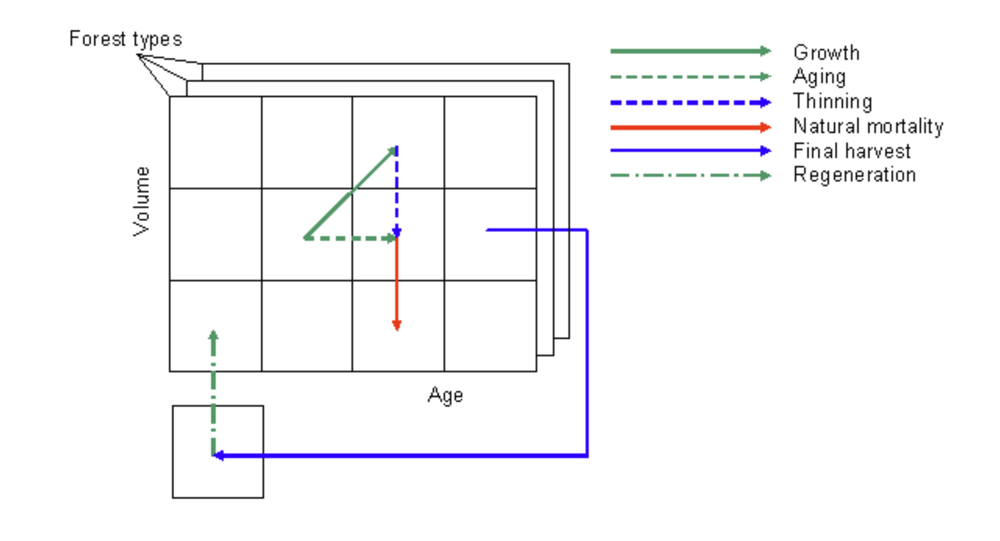 Forest types
Growth
Aging
Thinning
Natural mortality
Final harvest
Regeneration
Volume
Age